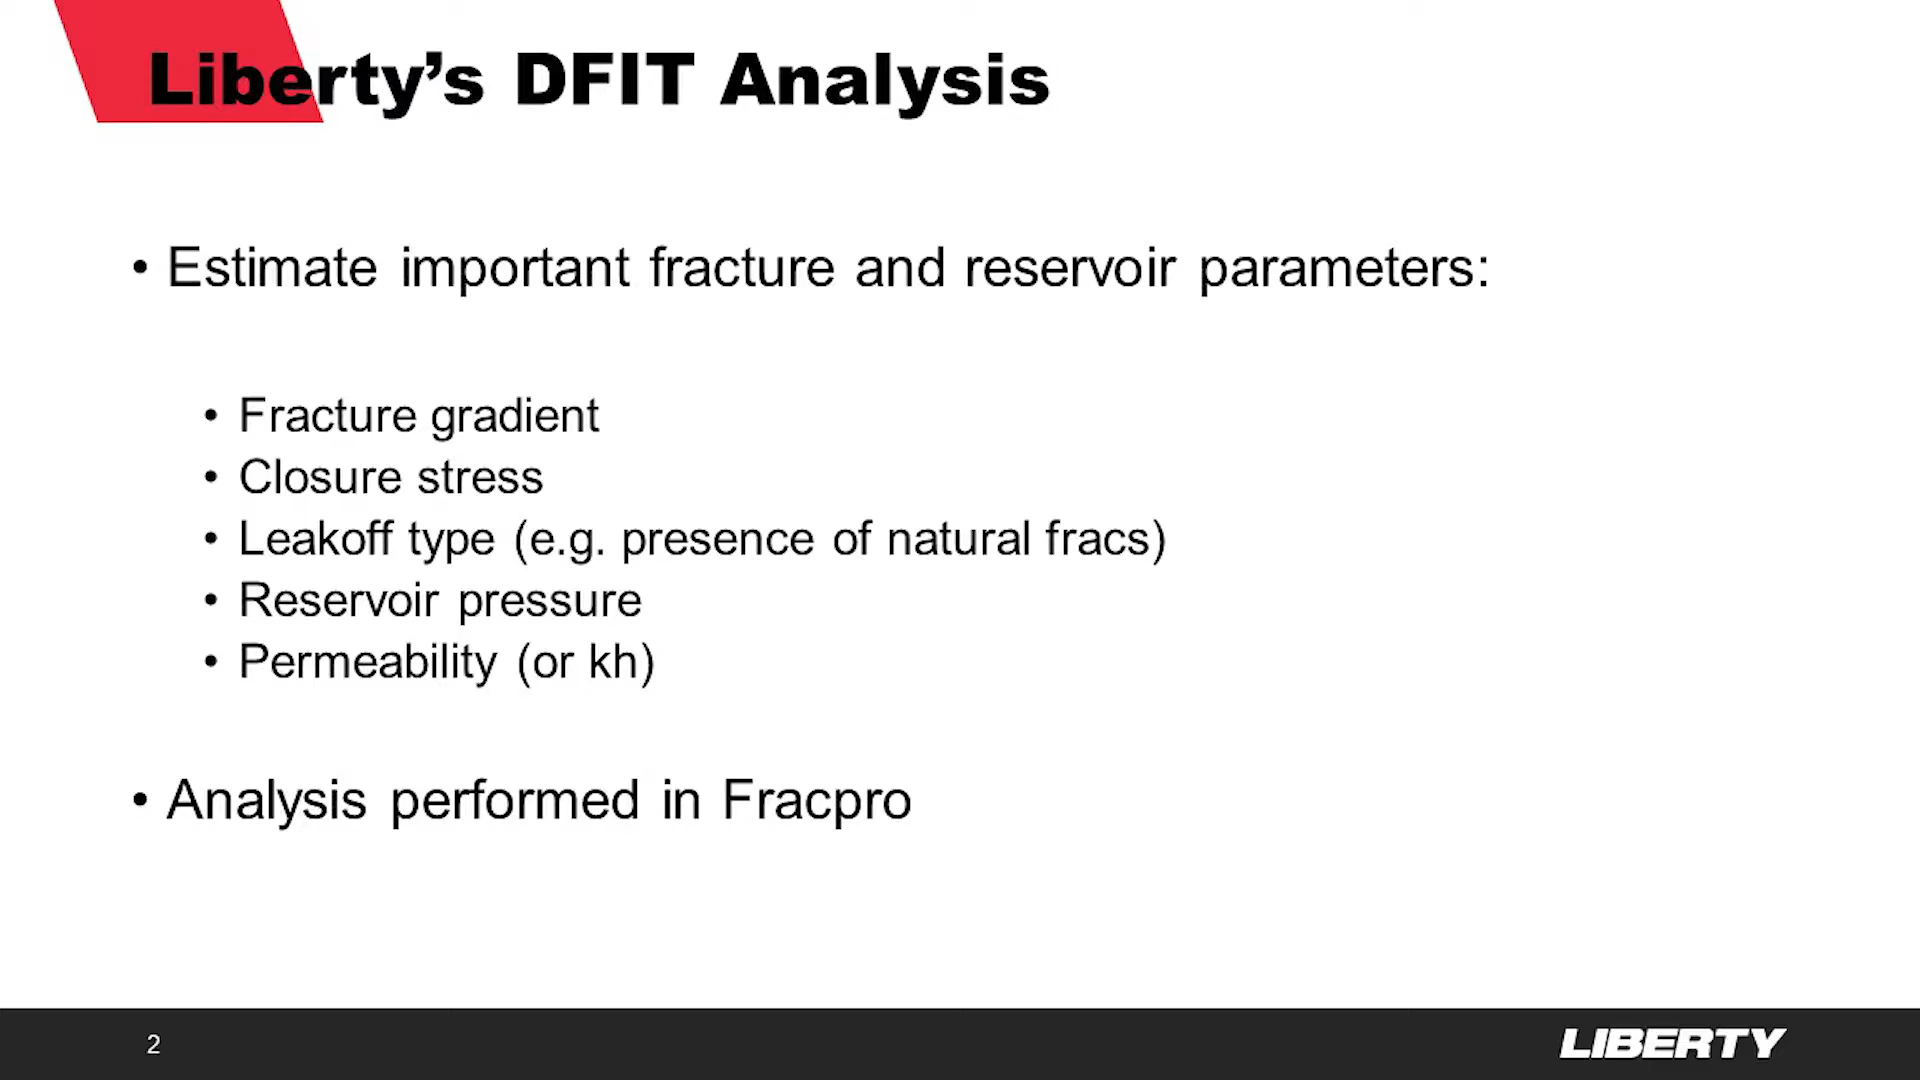 Liberty’s DFIT Analysis
• Estimate important fracture and reservoir parameters:
• Fracture gradient
• Closure stress
• Leakoff type (e.g. presence of natural fracs)
• Reservoir pressure
• Permeability (or kh)
• Analysis performed in Fracpro
2
LIBERTY